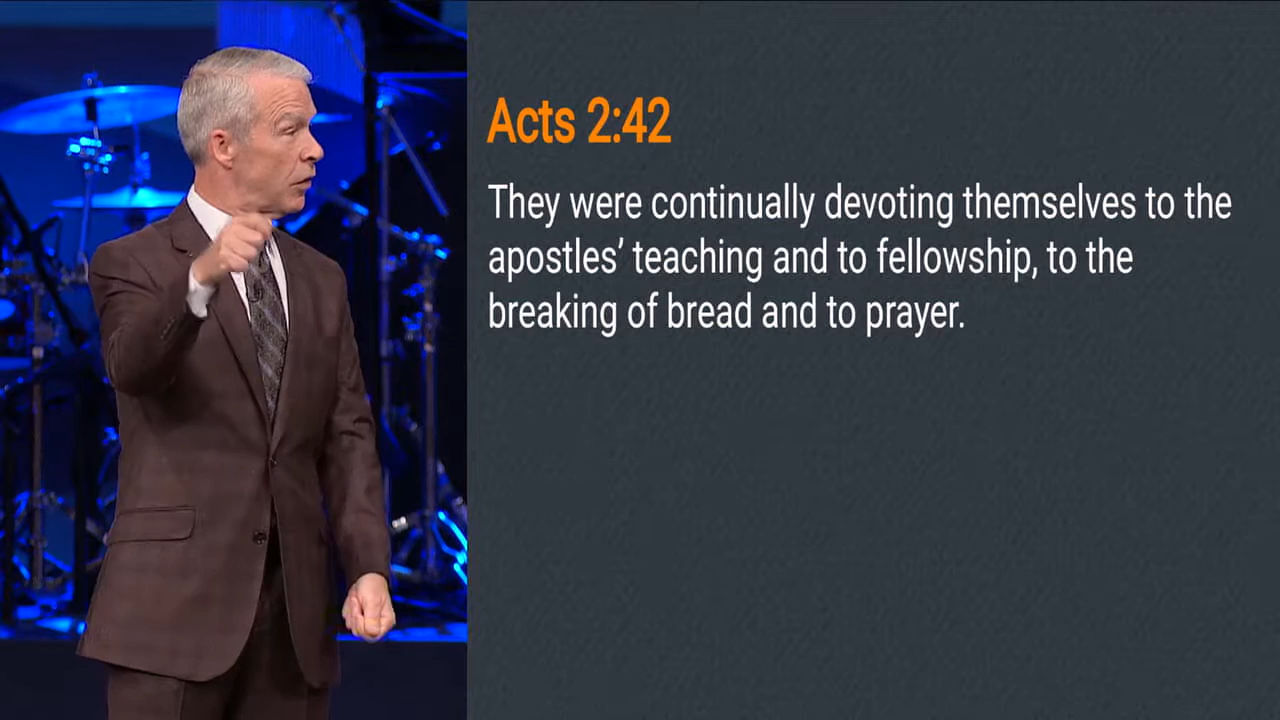 Acts 2:42
They were continually devoting themselves to the
apostles’ teaching and to fellowship, to the
breaking of bread and to prayer.